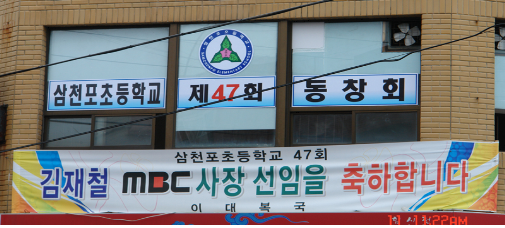 삼천포초등학교 제47회 동창회
삼천포초등학교 47회
김재철 MBC 사장 선임을 축하합니다
이대복국